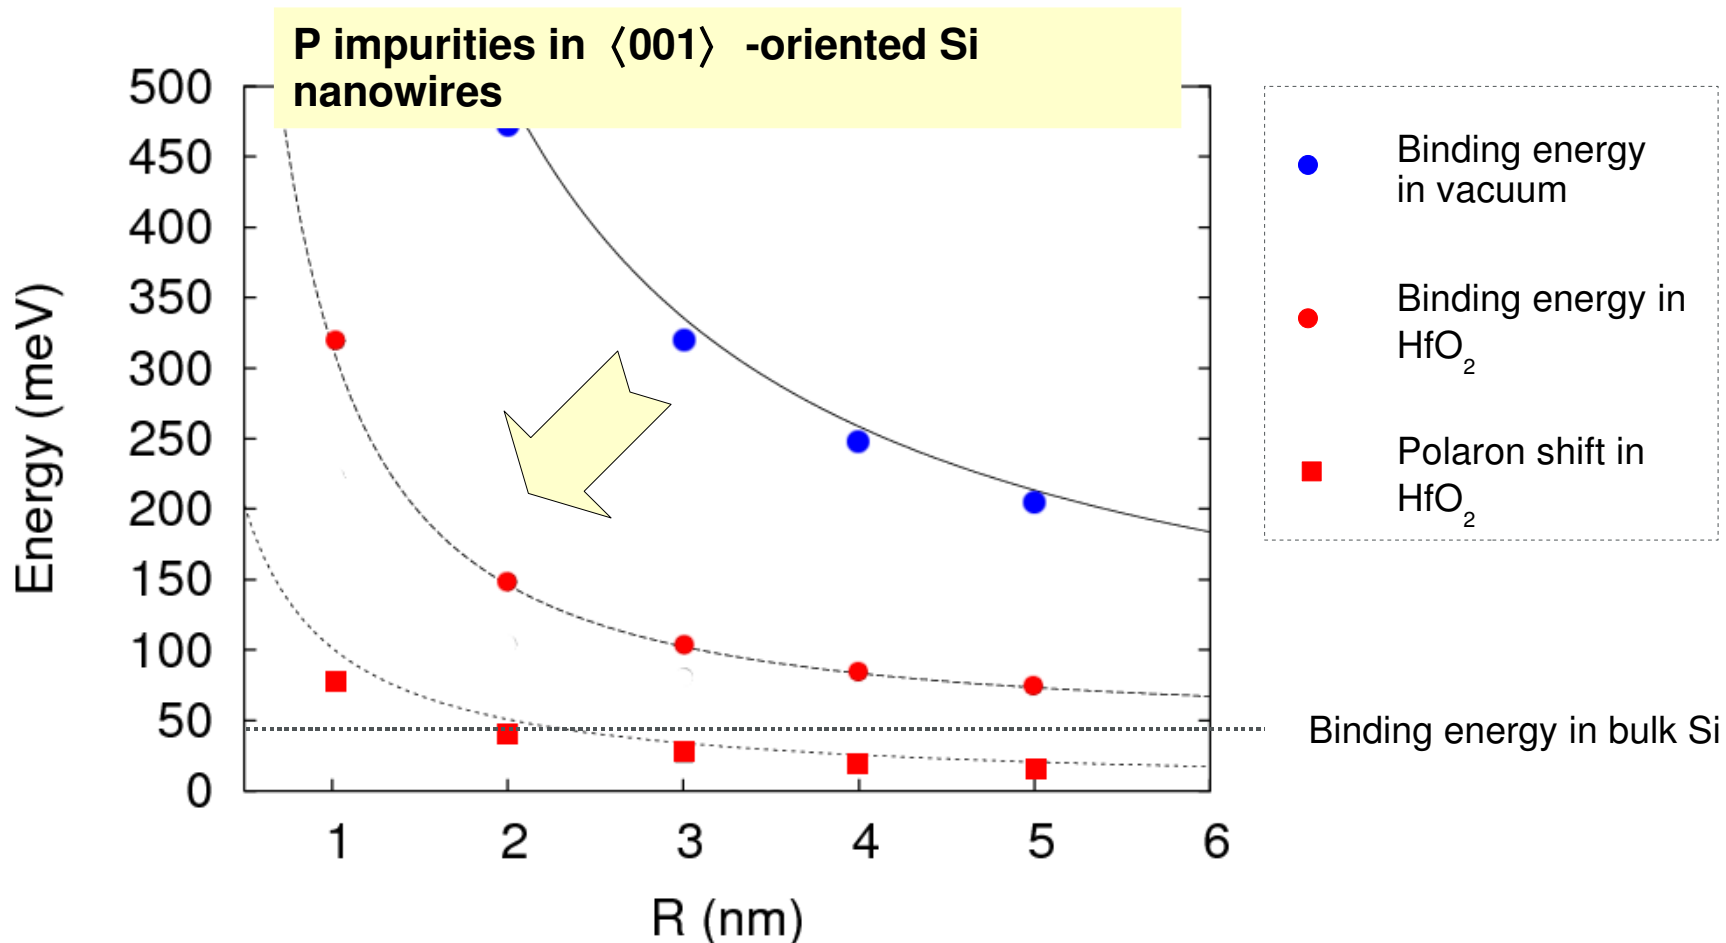 P impurities in 〈001〉 -oriented Si
nanowires
500
450
400
350
300
250
200
150
100
50
0
Energy (meV)
1 2 3 4 5 6
R (nm)
Binding energy
in vacuum
Binding energy in
HfO₂
Polaron shift in
HfO₂
Binding energy in bulk Si